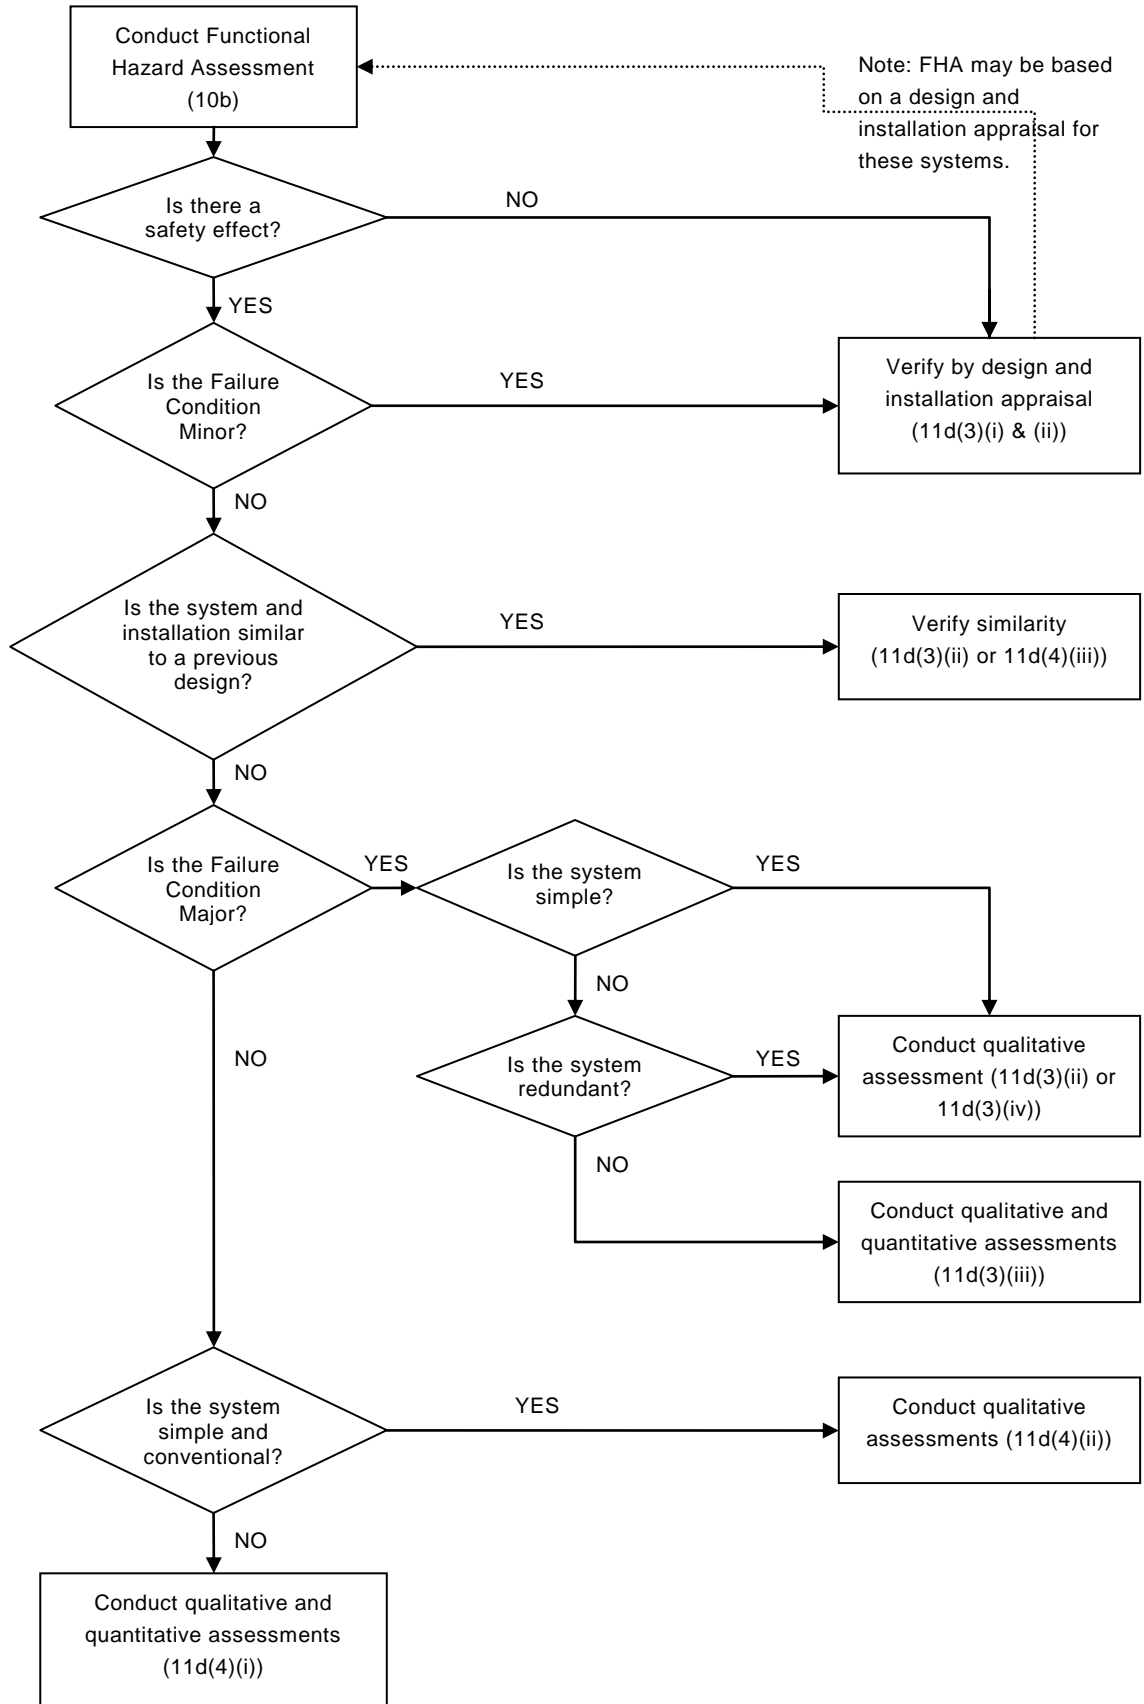 Conduct Functional
Hazard Assessment
(10b)
Note: FHA may be based
on a design and
installation appraisal for
these systems.
Is there a
safety effect?
NO
YES
Is the Failure
Condition
Minor?
YES
Verify by design and
installation appraisal
(11d(3)(i) & (ii))
NO
Is the system and
installation similar
to a previous
design?
YES
Verify similarity
(11d(3)(ii) or 11d(4)(iii))
NO
Is the Failure
Condition
Major?
YES
Is the system
simple?
YES
NO
NO
Is the system
redundant?
YES
Conduct qualitative
assessment (11d(3)(ii) or
11d(3)(iv))
NO
Conduct qualitative and
quantitative assessments
(11d(3)(iii))
Is the system
simple and
conventional?
YES
Conduct qualitative
assessments (11d(4)(ii))
NO
Conduct qualitative and
quantitative assessments
(11d(4)(i))